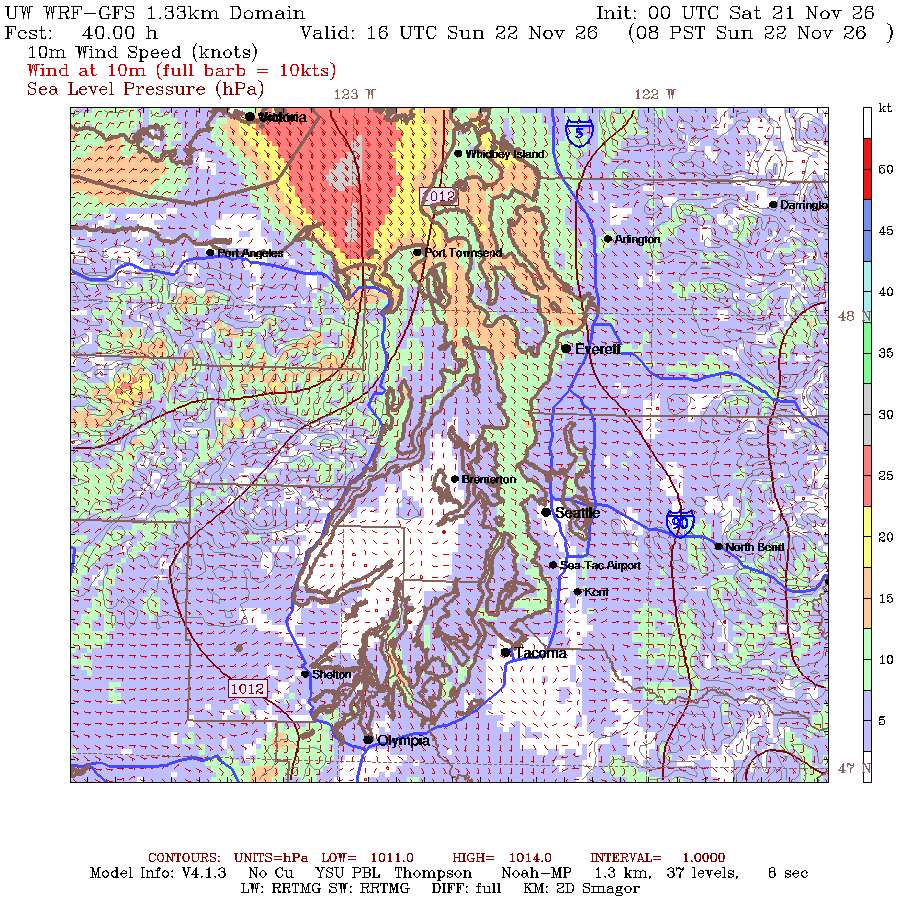 UW WRF-GFS 1.33km Domain Init: 00 UTC Sat 21 Nov 26
Fcst: 40.00 h Valid: 16 UTC Sun 22 Nov 26 (08 PST Sun 22 Nov 26 )
10m Wind Speed (knots)
Wind at 10m (full barb = 10kts)
Sea Level Pressure (hPa)
123 W 122 W
kt
Victoria
5
Whidbey Island
60
1012
Darringto
45
Arlington
Port Angeles
Port Townsend
40
48 N
Everett
35
30
Bremerton
25
Seattle
90
20
North Bend
Sea-Tac Airport
Kent
15
Tacoma
10
Shelton
1012
5
Olympia
47 N
CONTOURS: UNITS=hPa LOW= 1011.0 HIGH= 1014.0 INTERVAL= 1.0000
Model Info: V4.1.3 No Cu YSU PBL Thompson Noah-MP 1.3 km, 37 levels, 8 sec
LW: RRTMG SW: RRTMG DIFF: full KM: 2D Smagor